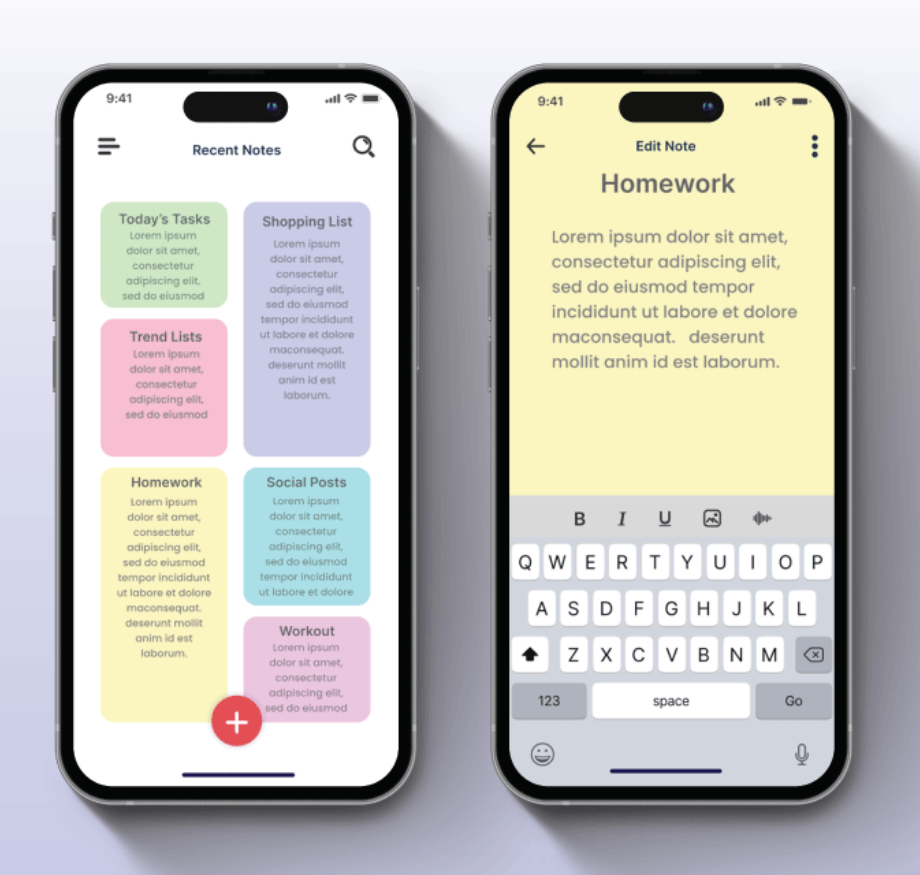 9:41
Recent Notes
Today's Tasks
Lorem ipsum
dolor sit amet,
consectetur
adipiscing elit,
sed do eiusmod
Shopping List
Lorem ipsum
dolor sit amet,
consectetur
adipiscing elit,
sed do eiusmod
tempor incididunt
ut labore et dolore
maconsequat.
deserunt mollit
anim id est
laborum.
Trend Lists
Lorem ipsum
dolor sit amet,
consectetur
adipiscing elit,
sed do eiusmod
Homework
Lorem ipsum
dolor sit amet,
consectetur
adipiscing elit,
sed do eiusmod
tempor incididunt
ut labore et dolore
maconsequat.
deserunt mollit
anim id est
laborum.
Social Posts
Lorem ipsum
dolor sit amet,
consectetur
adipiscing elit,
sed do eiusmod
tempor incididunt
ut labore et dolore
Workout
Lorem ipsum
dolor sit amet,
consectetur
adipiscing elit,
sed do eiusmod
+
9:41
Edit Note
Homework
Lorem ipsum dolor sit amet,
consectetur adipiscing elit,
sed do eiusmod tempor
incididunt ut labore et dolore
maconsequat.   deserunt
mollit anim id est laborum.
B I U
Q W E R T Y U I O P
A S D F G H J K L
Z X C V B N M
123 space Go